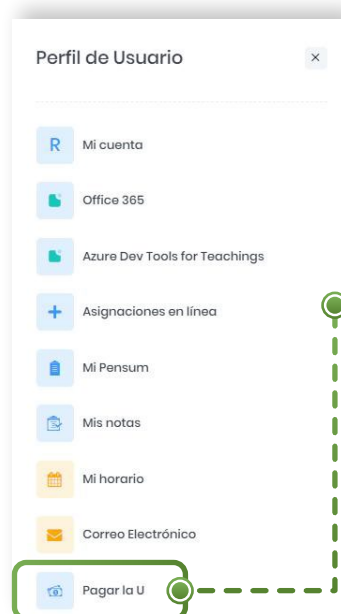 Perfil de Usuario
R Mi cuenta
Office 365
Azure Dev Tools for Teachings
Asignaciones en línea
Mi Pensum
Mis notas
Mi horario
Correo Electrónico
Pagar la U